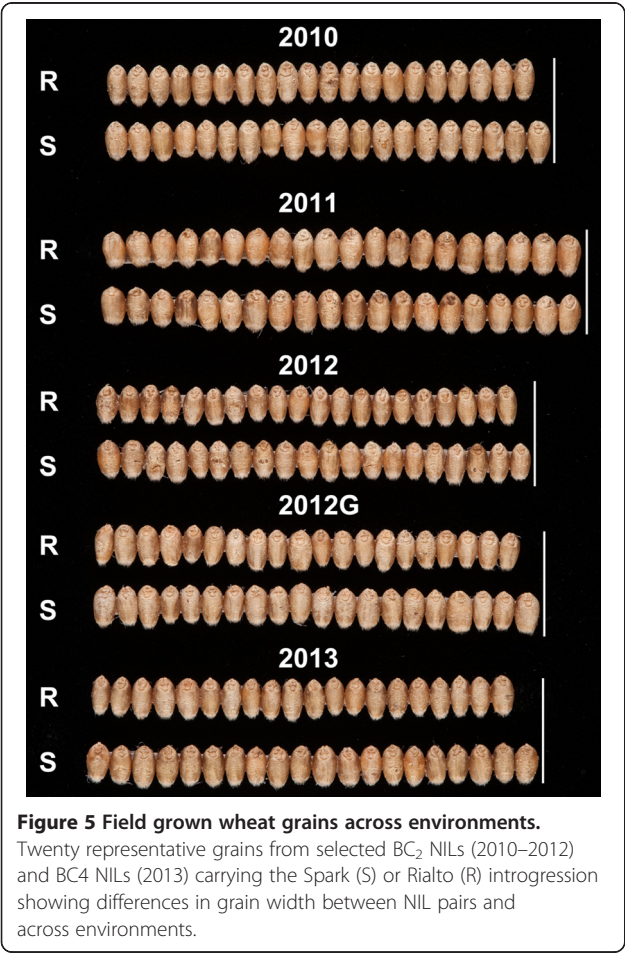 2010
R
S
2011
R
S
2012
R
S
2012G
R
S
2013
R
S
Figure 5 Field grown wheat grains across environments.
Twenty representative grains from selected BC₂ NILs (2010–2012)
and BC4 NILs (2013) carrying the Spark (S) or Rialto (R) introgression
showing differences in grain width between NIL pairs and
across environments.